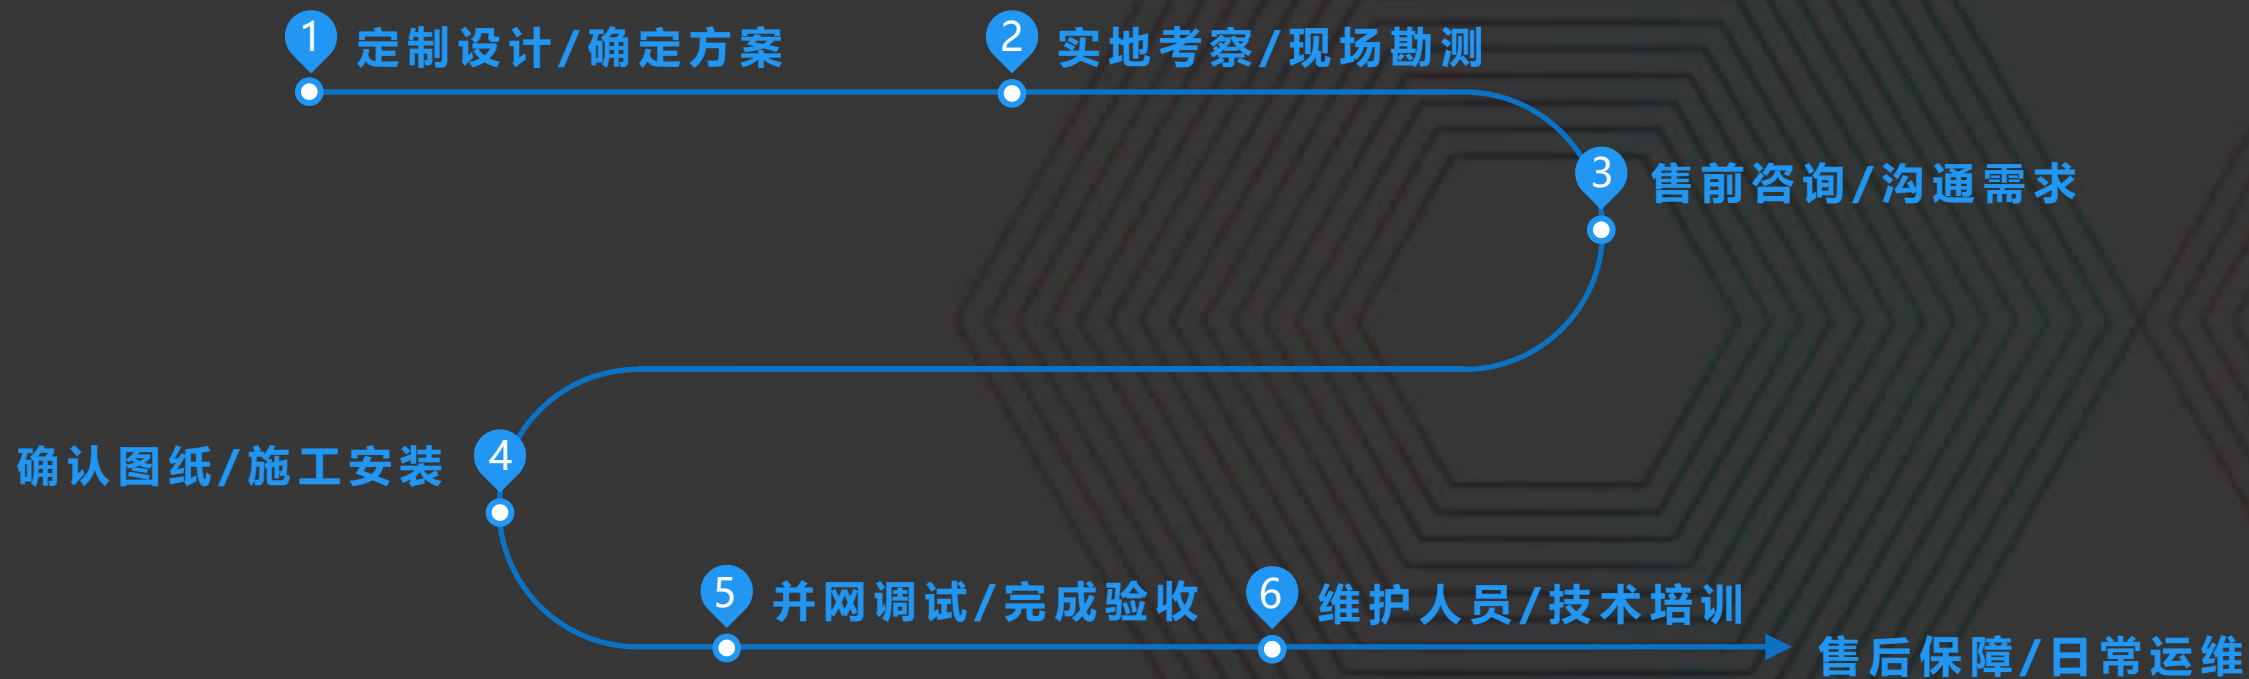 1 定制设计/确定方案
2 实地考察/现场勘测
3 售前咨询/沟通需求
4 确认图纸/施工安装
5 并网调试/完成验收
6 维护人员/技术培训
售后保障/日常运维